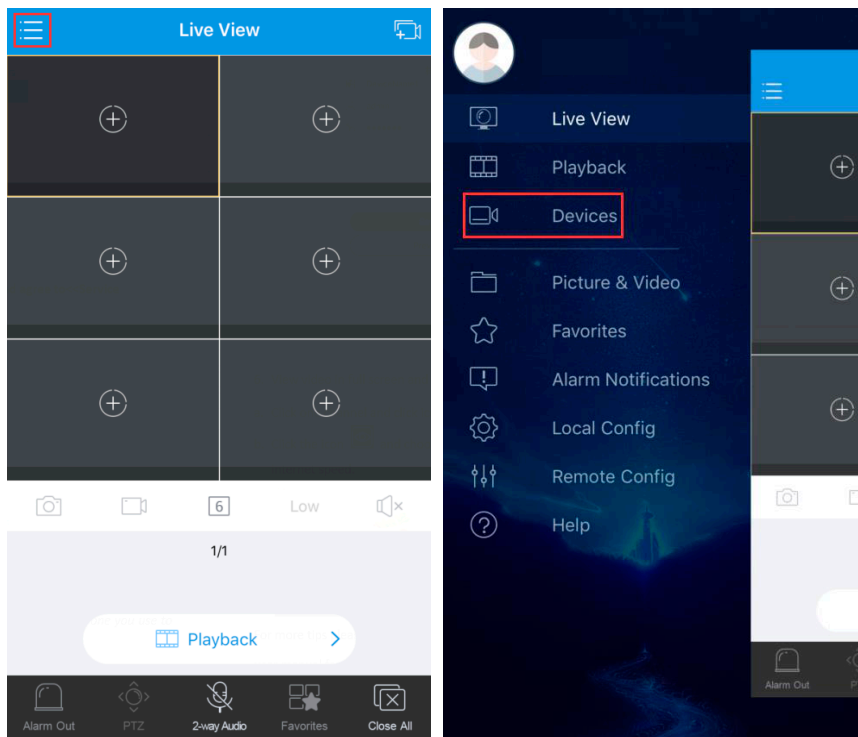 Live View
6
Low
1/1
Playback
Alarm Out
PTZ
2-way Audio
Favorites
Close All
Live View
Playback
Devices
Picture & Video
Favorites
Alarm Notifications
Local Config
Remote Config
Help
Alarm Out